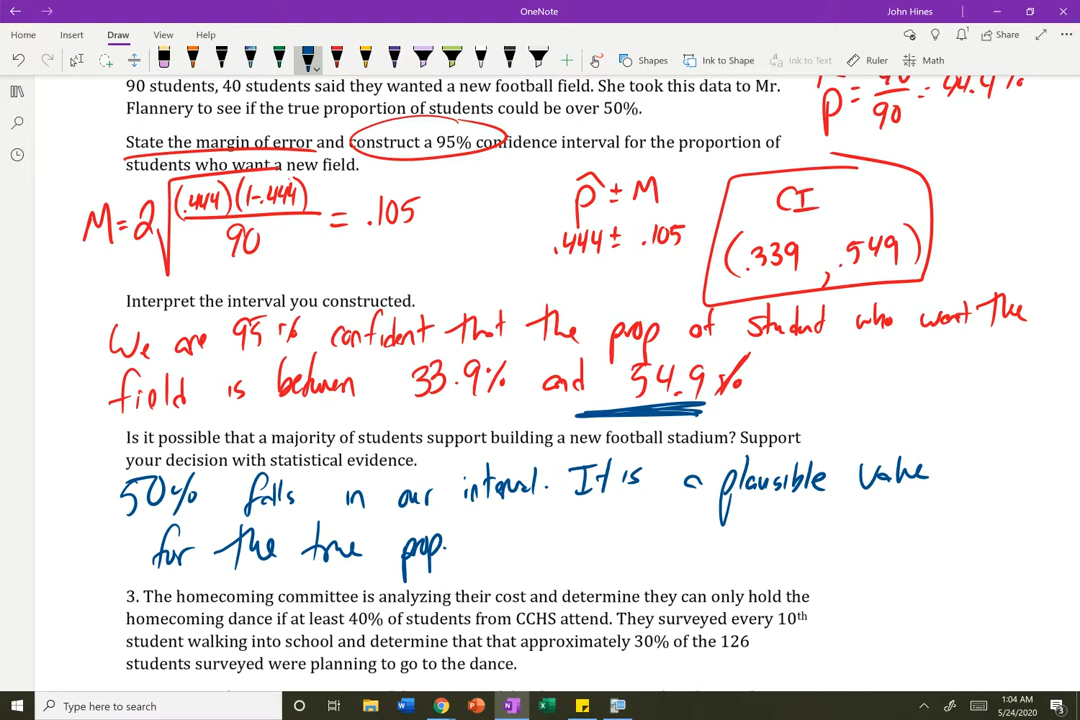 OneNote
John Hines
Home Insert Draw View Help
Share
Shapes Ink to Shape Ink to Text Ruler Math
90 students, 40 students said they wanted a new football field. She took this data to Mr.
Flannery to see if the true proportion of students could be over 50%.
p = 40/90 = 44.4%
State the margin of error and construct a 95% confidence interval for the proportion of
students who want a new field.
M = 2√((.444)(1-.444)/90) = .105
p̂ ± M
.444 ± .105
CI
(.339, .549)
Interpret the interval you constructed.
We are 95% confident that the prop of student who want the
field is between 33.9% and 54.9%
Is it possible that a majority of students support building a new football stadium? Support
your decision with statistical evidence.
50% falls in our interval. It is a plausible value
for the true prop.
3. The homecoming committee is analyzing their cost and determine they can only hold the
homecoming dance if at least 40% of students from CCHS attend. They surveyed every 10th
student walking into school and determine that that approximately 30% of the 126
students surveyed were planning to go to the dance.
Type here to search
1:04 AM
5/24/2020
3